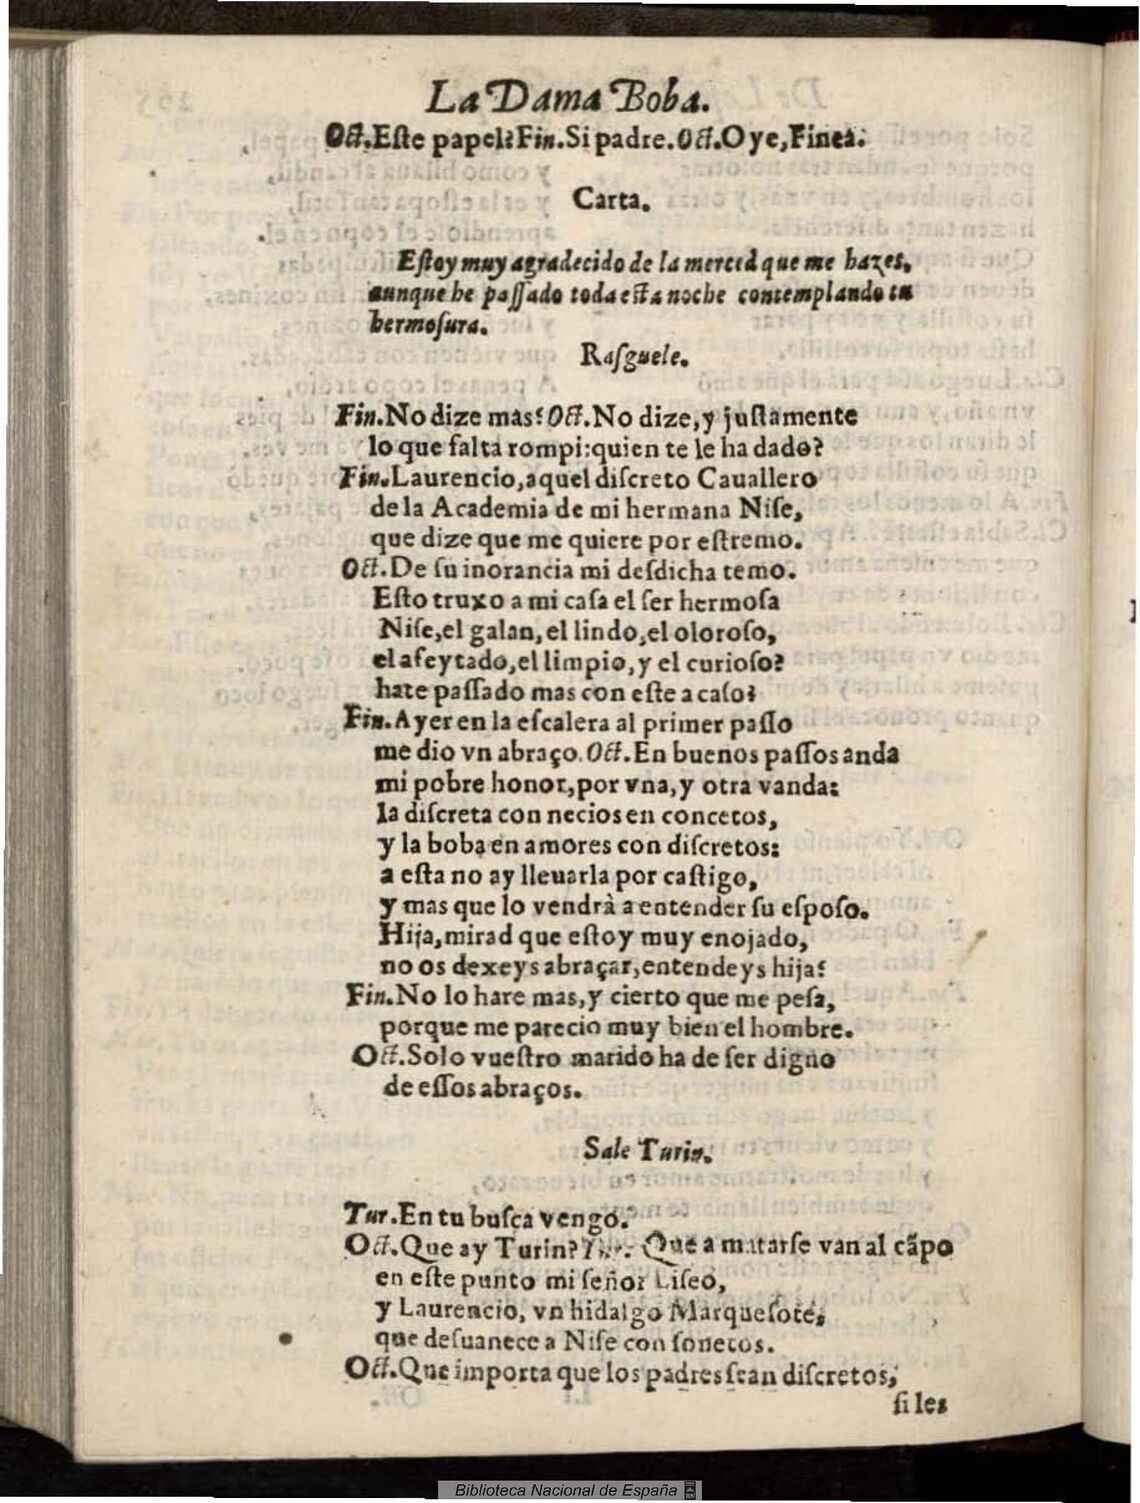 La Dama Boba.
Oct. Este papel? Fin. Si padre. Oct. Oye, Finea.
Carta.
Estoy muy agradecido de la merced que me hazes,
aunque he passado toda esta noche contemplando tu
hermosura.
Rasguele.
Fin. No dize mas? Oct. No dize, y justamente
lo que falta rompi: quien te le ha dado?
Fin. Laurencio, aquel discreto Cauallero
de la Academia de mi hermana Nise,
que dize que me quiere por estremo.
Oct. De su inorancia mi desdicha temo.
Esto truxo a mi casa el ser hermosa
Nise, el galan, el lindo, el oloroso,
el afeytado, el limpio, y el curioso?
hate passado mas con este acaso?
Fin. Ayer en la escalera al primer passo
me dio vn abraço. Oct. En buenos passos anda
mi pobre honor, por vna, y otra vanda:
la discreta con necios en concetos,
y la boba en amores con discretos:
a esta no ay lleuarla por castigo,
y mas que lo vendrà a entender su esposo.
Hija, mirad que estoy muy enojado,
no os dexeys abraçar, entendeys hija?
Fin. No lo hare mas, y cierto que me pesa,
porque me parecio muy bien el hombre.
Oct. Solo vuestro marido ha de ser digno
de essos abraços.
Sale Turin.
Tur. En tu busca vengo.
Oct. Que ay Turin? Tur. Que a matarse van al cãpo
en este punto mi señor Liseo,
y Laurencio, vn hidalgo Marquesote,
que desuanece a Nise con sonetos.
Oct. Que importa que los padres sean discretos,
si les
Biblioteca Nacional de España